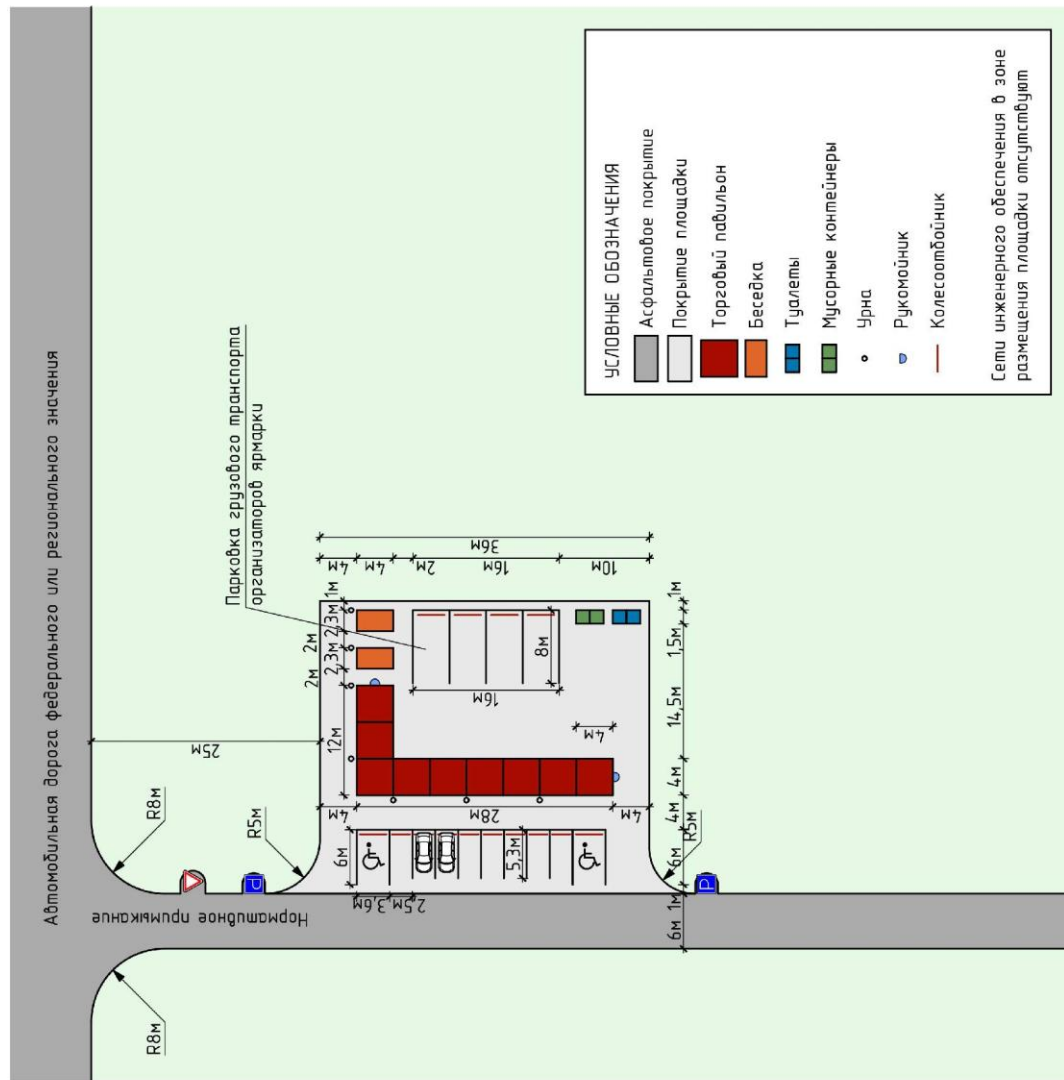 Автомобильная дорога федерального или регионального значения
Парковка грузового транспорта
организаторов ярмарки
Нормативное примыкание
R8м
R8м
R5м
R5м
25м
P
P
4м
4м
2м
16м
10м
36м
1м
2,3м
2м
2,3м
2м
12м
8м
16м
4м
28м
4м
4м
6м
5,3м
3,6м
2,5м
6м
1м
6м
4м
4м
14,5м
1,5м
1м
УСЛОВНЫЕ ОБОЗНАЧЕНИЯ
Асфальтовое покрытие
Покрытие площадки
Торговый павильон
Беседка
Туалеты
Мусорные контейнеры
Урна
Рукомойник
Колесоотбойник
Сети инженерного обеспечения в зоне
размещения площадки отсутствуют